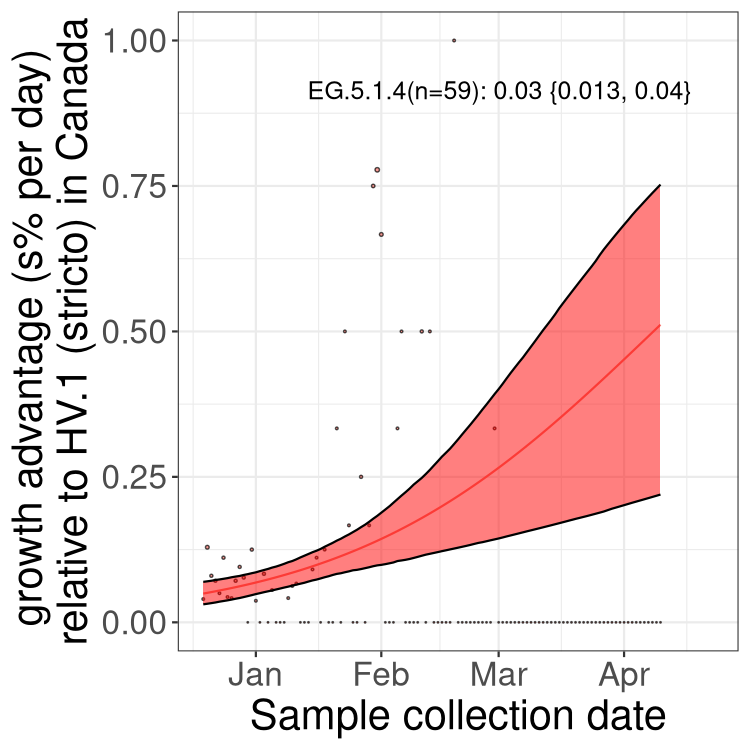 growth advantage (s% per day)
relative to HV.1 (stricto) in Canada
1.00
0.75
0.50
0.25
0.00
EG.5.1.4(n=59): 0.03 {0.013, 0.04}
Jan
Feb
Mar
Apr
Sample collection date